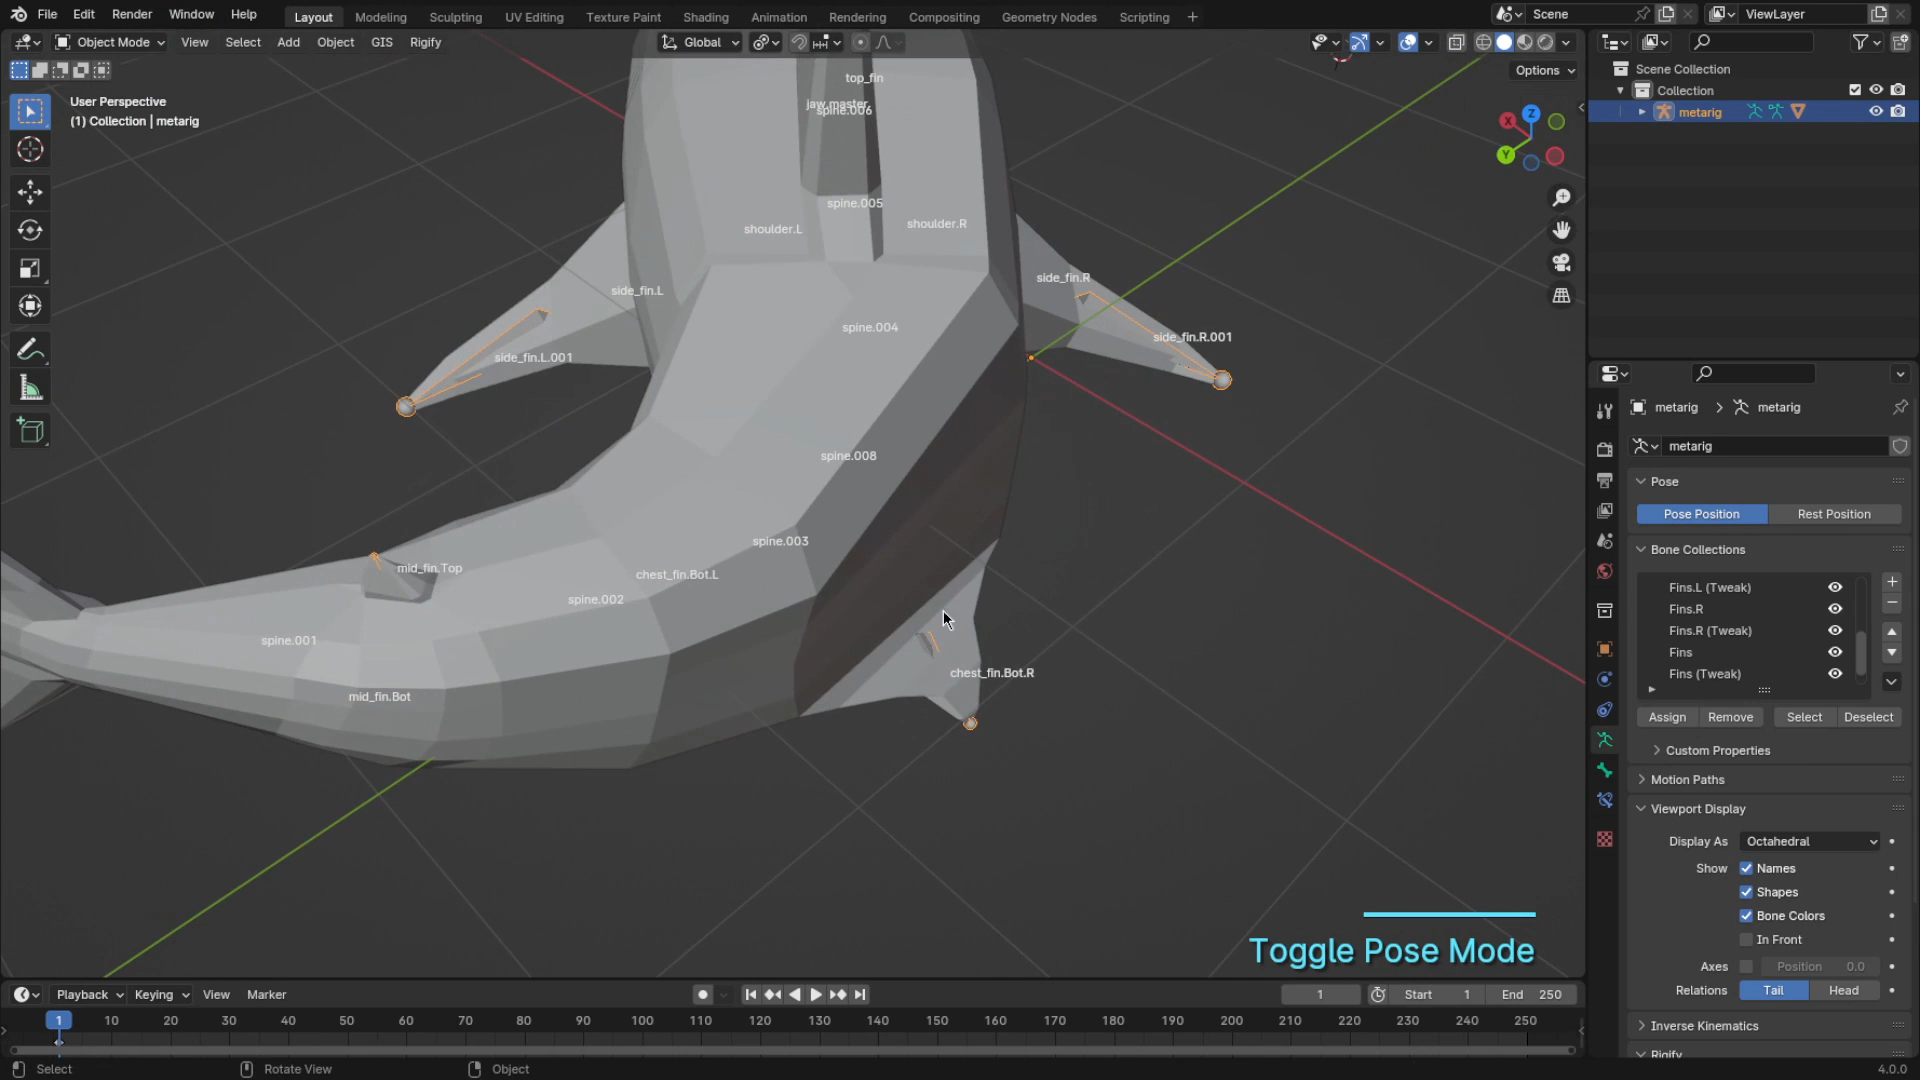 File Edit Render Window Help Layout Modeling Sculpting UV Editing Texture Paint Shading Animation Rendering Compositing Geometry Nodes Scripting + Scene ViewLayer
Object Mode View Select Add Object GIS Rigify Global
Options
User Perspective
(1) Collection | metarig
top_fin
jaw_master
spine.006
spine.005
shoulder.L
shoulder.R
side_fin.L
side_fin.R
spine.004
side_fin.L.001
side_fin.R.001
spine.008
spine.003
mid_fin.Top
chest_fin.Bot.L
spine.002
spine.001
chest_fin.Bot.R
mid_fin.Bot
X
Y
Z
Toggle Pose Mode
Scene Collection
Collection
metarig
metarig > metarig
metarig
Pose
Pose Position Rest Position
Bone Collections
Fins.L (Tweak)
Fins.R
Fins.R (Tweak)
Fins
Fins (Tweak)
Assign Remove Select Deselect
Custom Properties
Motion Paths
Viewport Display
Display As Octahedral
Show Names
Shapes
Bone Colors
In Front
Axes Position 0.0
Relations Tail Head
Inverse Kinematics
Rigify
Playback Keying View Marker 1 Start 1 End 250
1 10 20 30 40 50 60 70 80 90 100 110 120 130 140 150 160 170 180 190 200 210 220 230 240 250
Select Rotate View Object 4.0.0